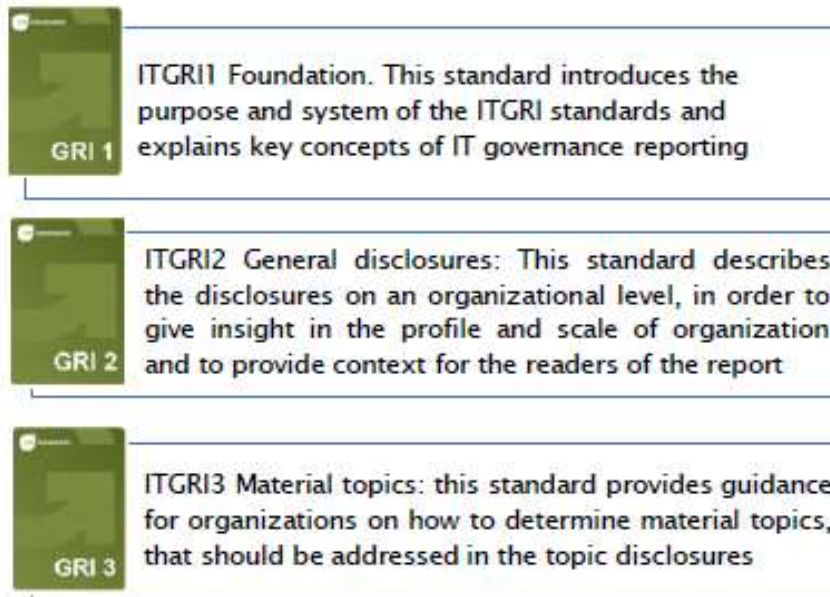 ITGRI1 Foundation. This standard introduces the
purpose and system of the ITGRI standards and
explains key concepts of IT governance reporting
GRI 1
ITGRI2 General disclosures: This standard describes
the disclosures on an organizational level, in order to
give insight in the profile and scale of organization
and to provide context for the readers of the report
GRI 2
ITGRI3 Material topics: this standard provides guidance
for organizations on how to determine material topics,
that should be addressed in the topic disclosures
GRI 3